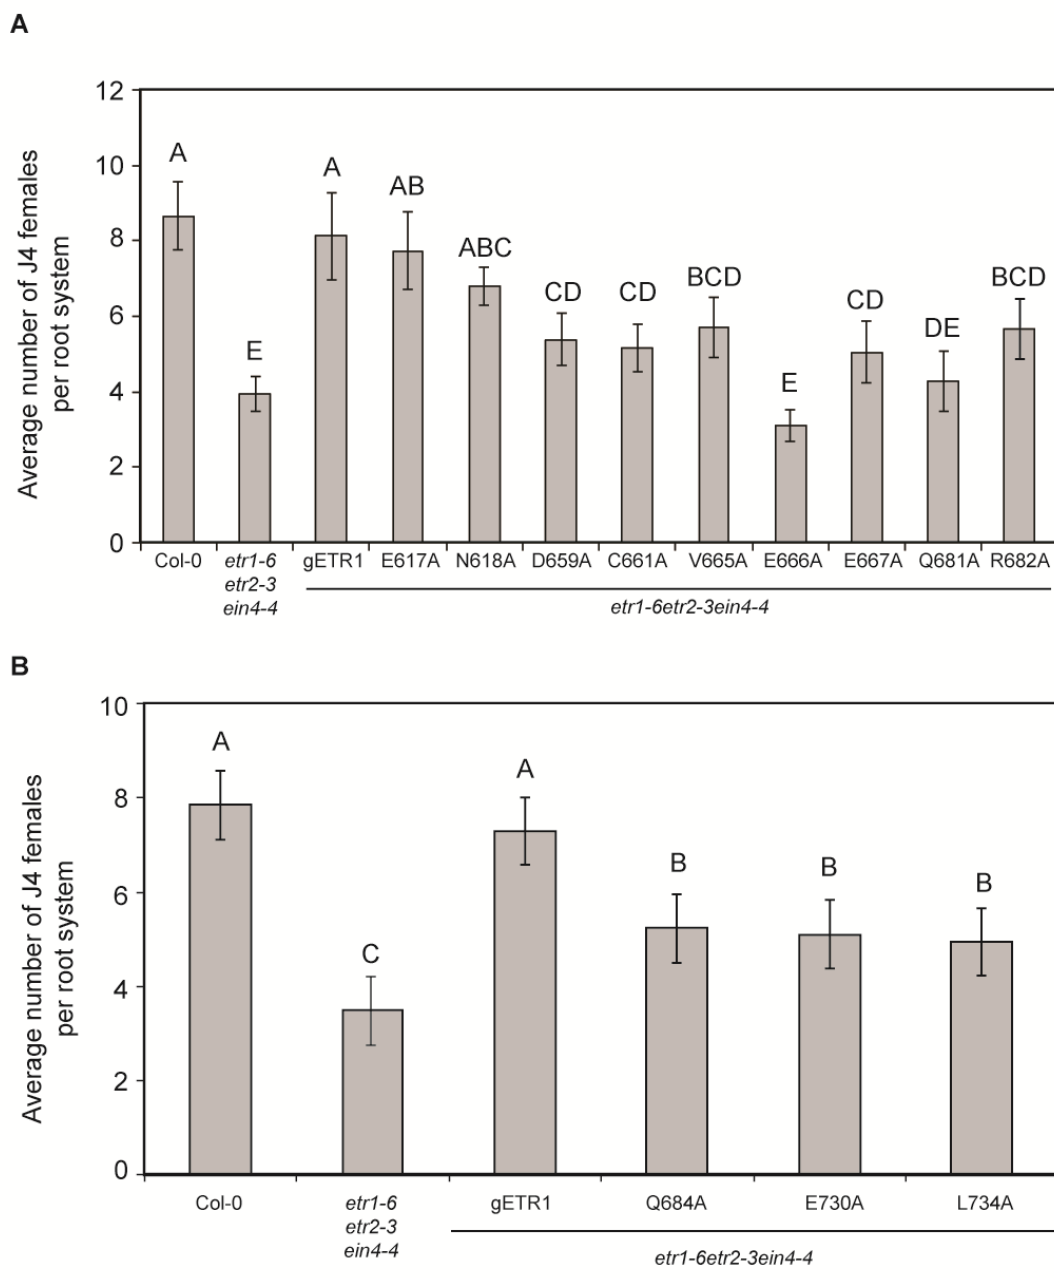 A
12
10
8
6
4
2
0
Average number of J4 females
per root system
A
E
A
AB
ABC
CD
CD
BCD
E
CD
DE
BCD
Col-0 etr1-6 gETR1 E617A N618A D659A C661A V665A E666A E667A Q681A R682A
etr2-3
ein4-4
etr1-6etr2-3ein4-4
B
10
8
6
4
2
0
Average number of J4 females
per root system
A
C
A
B
B
B
Col-0 etr1-6 gETR1 Q684A E730A L734A
etr2-3
ein4-4
etr1-6etr2-3ein4-4